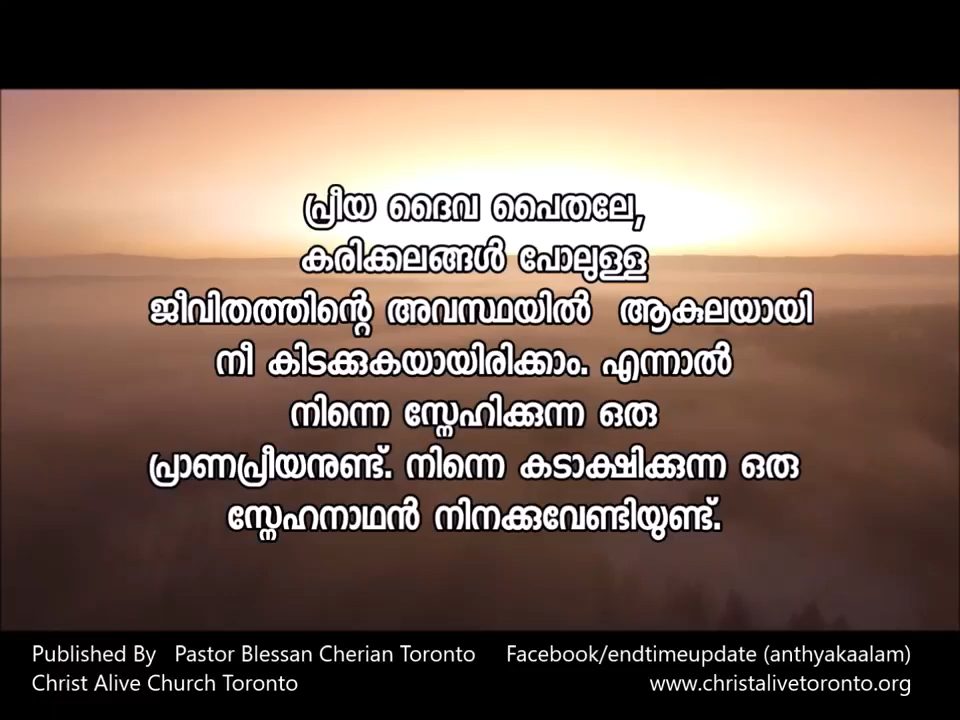 പ്രീയ ദൈവ പൈതലേ,
കരിക്കലങ്ങൾ പോലുള്ള
ജീവിതത്തിന്റെ അവസ്ഥയിൽ ആകുലയായി
നീ കിടക്കുകയായിരിക്കാം. എന്നാൽ
നിന്നെ സ്നേഹിക്കുന്ന ഒരു
പ്രാണപ്രീയനുണ്ട്. നിന്നെ കടാക്ഷിക്കുന്ന ഒരു
സ്നേഹനാഥൻ നിനക്കുവേണ്ടിയുണ്ട്.
Published By Pastor Blessan Cherian Toronto Facebook/endtimeupdate (anthyakaalam)
Christ Alive Church Toronto www.christalivetoronto.org